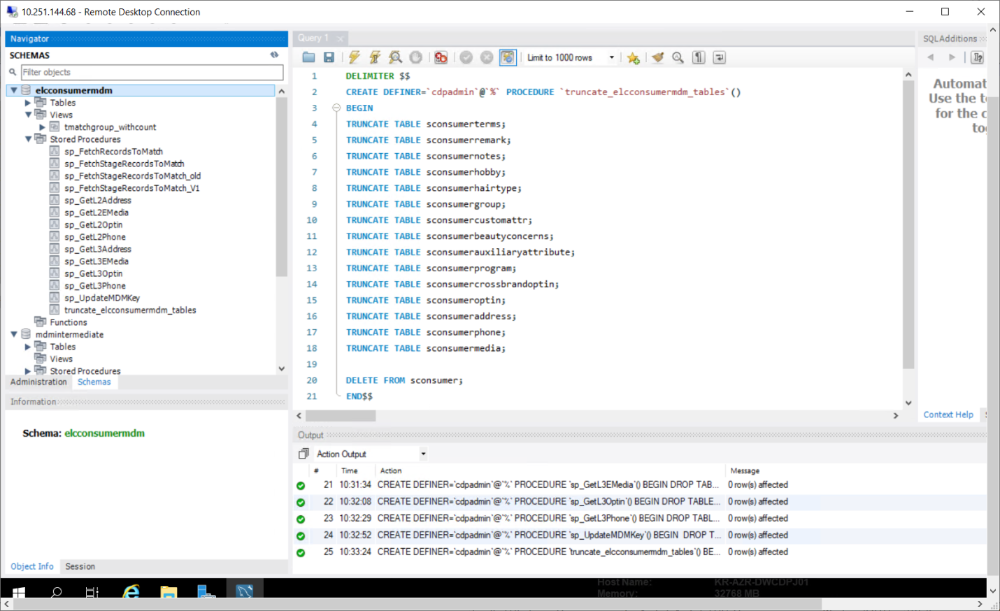 10.251.144.68 - Remote Desktop Connection
Navigator
SCHEMAS
Filter objects
elcconsumermdm
Tables
Views
tmatchgroup_withcount
Stored Procedures
sp_FetchRecordsToMatch
sp_FetchStageRecordsToMatch
sp_FetchStageRecordsToMatch_old
sp_FetchStageRecordsToMatch_V1
sp_GetL2Address
sp_GetL2EMedia
sp_GetL2Optin
sp_GetL2Phone
sp_GetL3Address
sp_GetL3EMedia
sp_GetL3Optin
sp_GetL3Phone
sp_UpdateMDMKey
truncate_elcconsumermdm_tables
Functions
mdmintermediate
Tables
Views
Stored Procedures
Administration Schemas
Information
Schema: elcconsumermdm
Object Info Session
Query 1
Limit to 1000 rows
1 DELIMITER $$
2 CREATE DEFINER=`cdpadmin`@`%` PROCEDURE `truncate_elcconsumermdm_tables`()
3 BEGIN
4 TRUNCATE TABLE sconsumerterms;
5 TRUNCATE TABLE sconsumerremark;
6 TRUNCATE TABLE sconsumernotes;
7 TRUNCATE TABLE sconsumerhobby;
8 TRUNCATE TABLE sconsumerhairtype;
9 TRUNCATE TABLE sconsumergroup;
10 TRUNCATE TABLE sconsumercustomattr;
11 TRUNCATE TABLE sconsumerbeautyconcerns;
12 TRUNCATE TABLE sconsumerauxiliaryattribute;
13 TRUNCATE TABLE sconsumerprogram;
14 TRUNCATE TABLE sconsumercrossbrandoptin;
15 TRUNCATE TABLE sconsumeroptin;
16 TRUNCATE TABLE sconsumeraddress;
17 TRUNCATE TABLE sconsumerphone;
18 TRUNCATE TABLE sconsumermedia;
19
20 DELETE FROM sconsumer;
21 END$$
SQLAdditions
Automat
Use the t
for the c
tog
Context Help
Output
Action Output
# Time Action Message
21 10:31:34 CREATE DEFINER=`cdpadmin`@`%` PROCEDURE `sp_GetL3EMedia`() BEGIN DROP TAB... 0 row(s) affected
22 10:32:08 CREATE DEFINER=`cdpadmin`@`%` PROCEDURE `sp_GetL3Optin`() BEGIN DROP TABLE... 0 row(s) affected
23 10:32:29 CREATE DEFINER=`cdpadmin`@`%` PROCEDURE `sp_GetL3Phone`() BEGIN DROP TABL... 0 row(s) affected
24 10:32:52 CREATE DEFINER=`cdpadmin`@`%` PROCEDURE `sp_UpdateMDMKey`() BEGIN DROP T... 0 row(s) affected
25 10:33:24 CREATE DEFINER=`cdpadmin`@`%` PROCEDURE `truncate_elcconsumermdm_tables`() BE... 0 row(s) affected
Host Name: KR-AZR-DWCDPJ01
Memory: 32768 MB